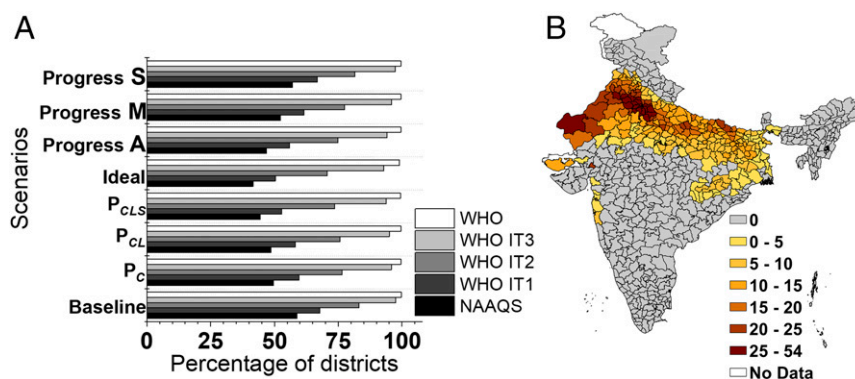 A
Scenarios
Progress S
Progress M
Progress A
Ideal
PCLS
PCL
PC
Baseline
0 25 50 75 100
Percentage of districts
WHO
WHO IT3
WHO IT2
WHO IT1
NAAQS
B
0
0 - 5
5 - 10
10 - 15
15 - 20
20 - 25
25 - 54
No Data